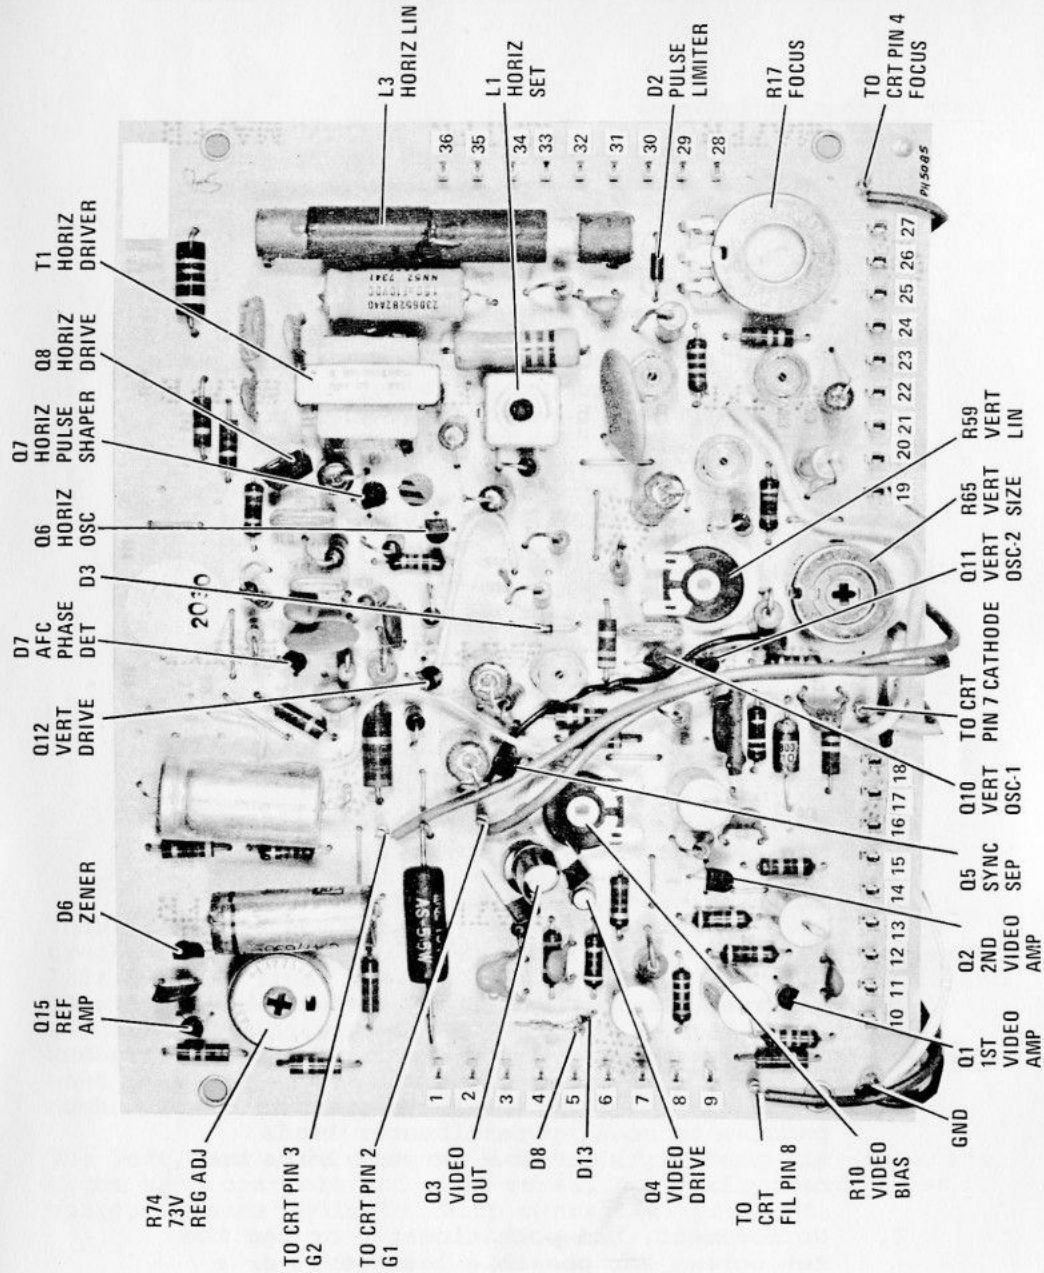 Q15
REF
AMP
D6
ZENER
Q12
VERT
DRIVE
D7
AFC
PHASE
DET
D3
Q6
HORIZ
OSC
Q7
HORIZ
PULSE
SHAPER
Q8
HORIZ
DRIVE
T1
HORIZ
DRIVER
L3
HORIZ LIN
L1
HORIZ
SET
D2
PULSE
LIMITER
R17
FOCUS
TO
CRT PIN 4
FOCUS
R74
73V
REG ADJ
TO CRT PIN 3
G2
TO CRT PIN 2
G1
Q3
VIDEO
OUT
D8
D13
Q4
VIDEO
DRIVE
TO
CRT
FIL PIN 8
R10
VIDEO
BIAS
GND
Q1
1ST
VIDEO
AMP
Q2
2ND
VIDEO
AMP
Q5
SYNC
SEP
Q10
VERT
OSC-1
TO CRT
PIN 7 CATHODE
Q11
VERT
OSC-2
R65
VERT
SIZE
R59
VERT
LIN
36
35
34
33
32
31
30
29
28
1
2
3
4
5
6
7
8
9
10 11 12 13 14 15 16 17 18
19 20 21 22 23 24 25 26 27
PH5085
2030